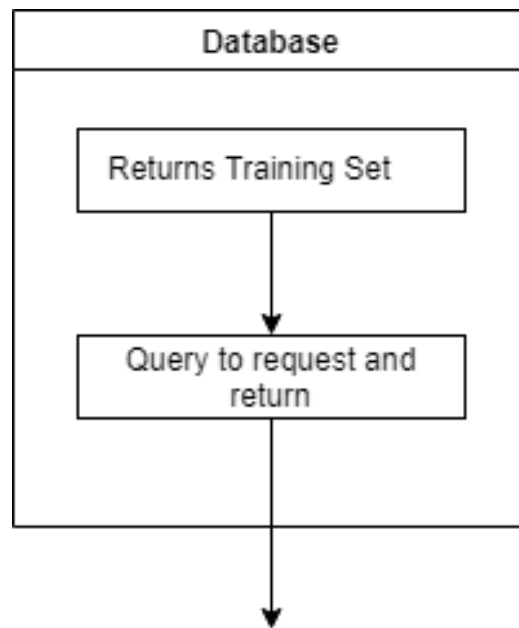 Database
Returns Training Set
Query to request and
return